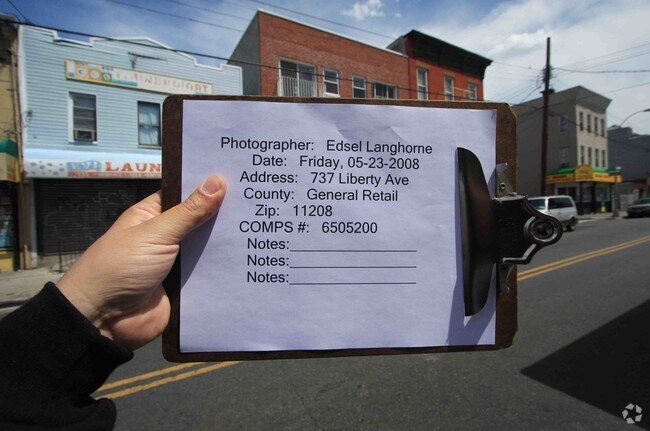 LAUN
Photographer: Edsel Langhorne
Date: Friday, 05-23-2008
Address: 737 Liberty Ave
County: General Retail
Zip: 11208
COMPS #: 6505200
Notes:
Notes:
Notes: